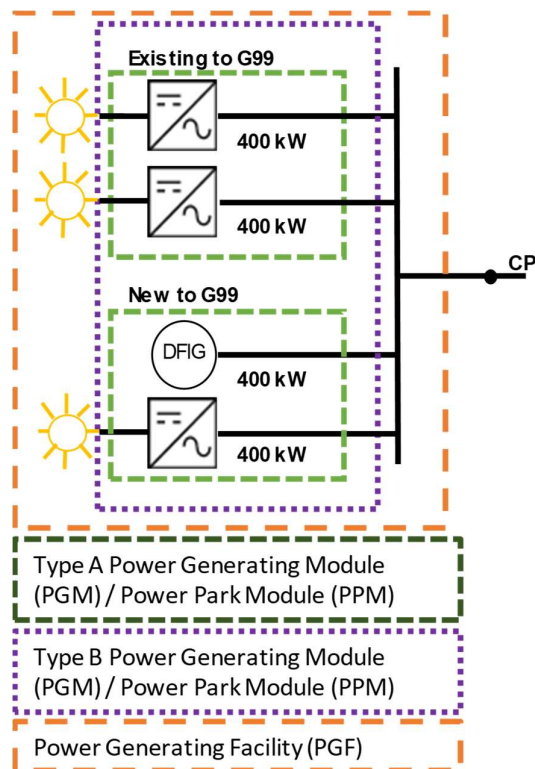 Existing to G99
400 kW
400 kW
CP
New to G99
DFIG
400 kW
400 kW
Type A Power Generating Module
(PGM) / Power Park Module (PPM)
Type B Power Generating Module
(PGM) / Power Park Module (PPM)
Power Generating Facility (PGF)